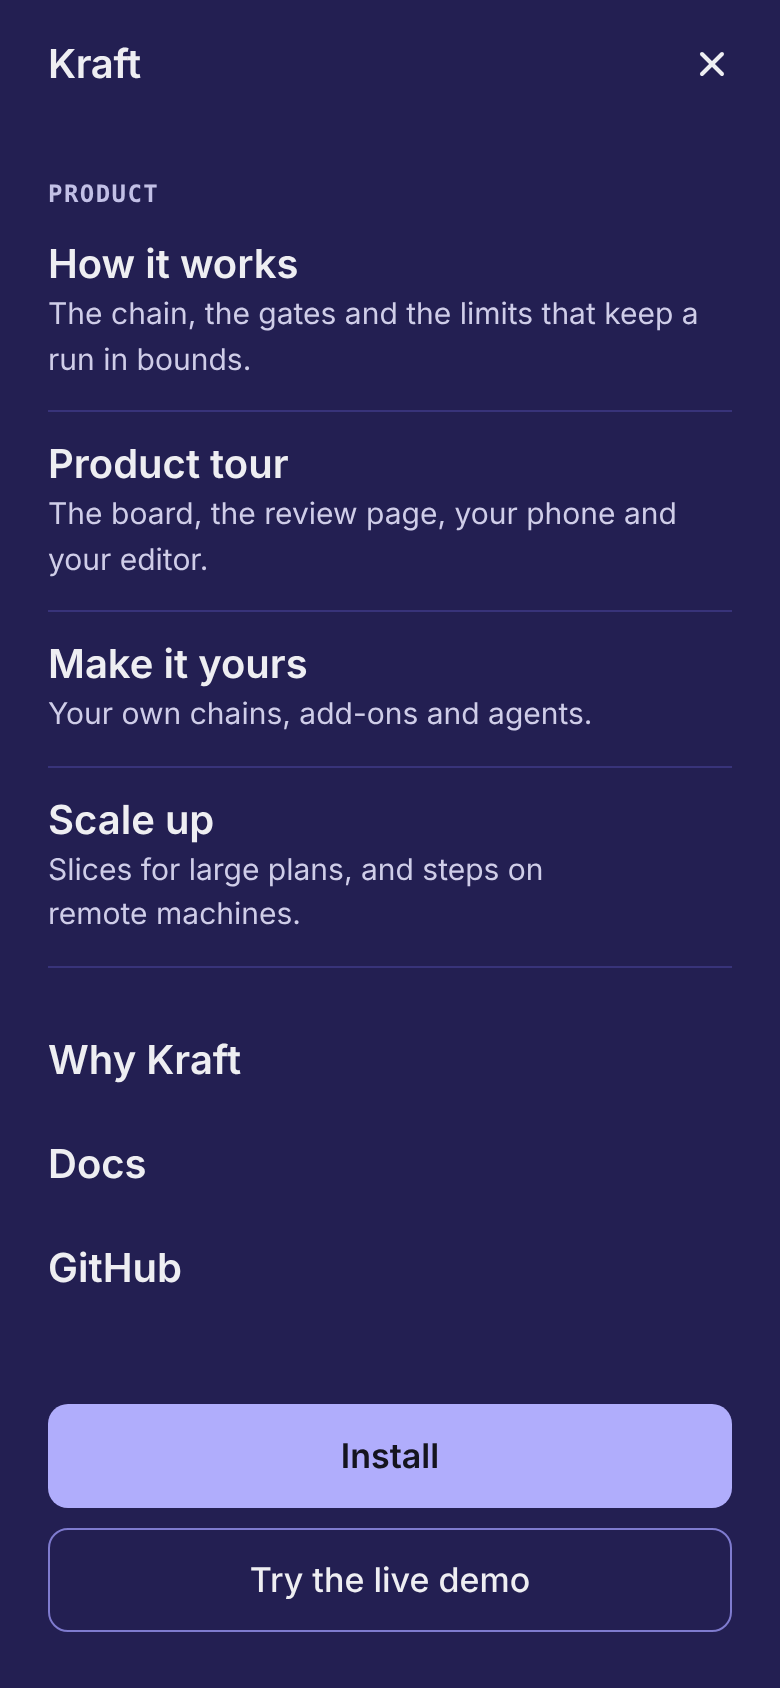 Kraft
PRODUCT
How it works
The chain, the gates and the limits that keep a
run in bounds.
Product tour
The board, the review page, your phone and
your editor.
Make it yours
Your own chains, add-ons and agents.
Scale up
Slices for large plans, and steps on
remote machines.
Why Kraft
Docs
GitHub
Install
Try the live demo